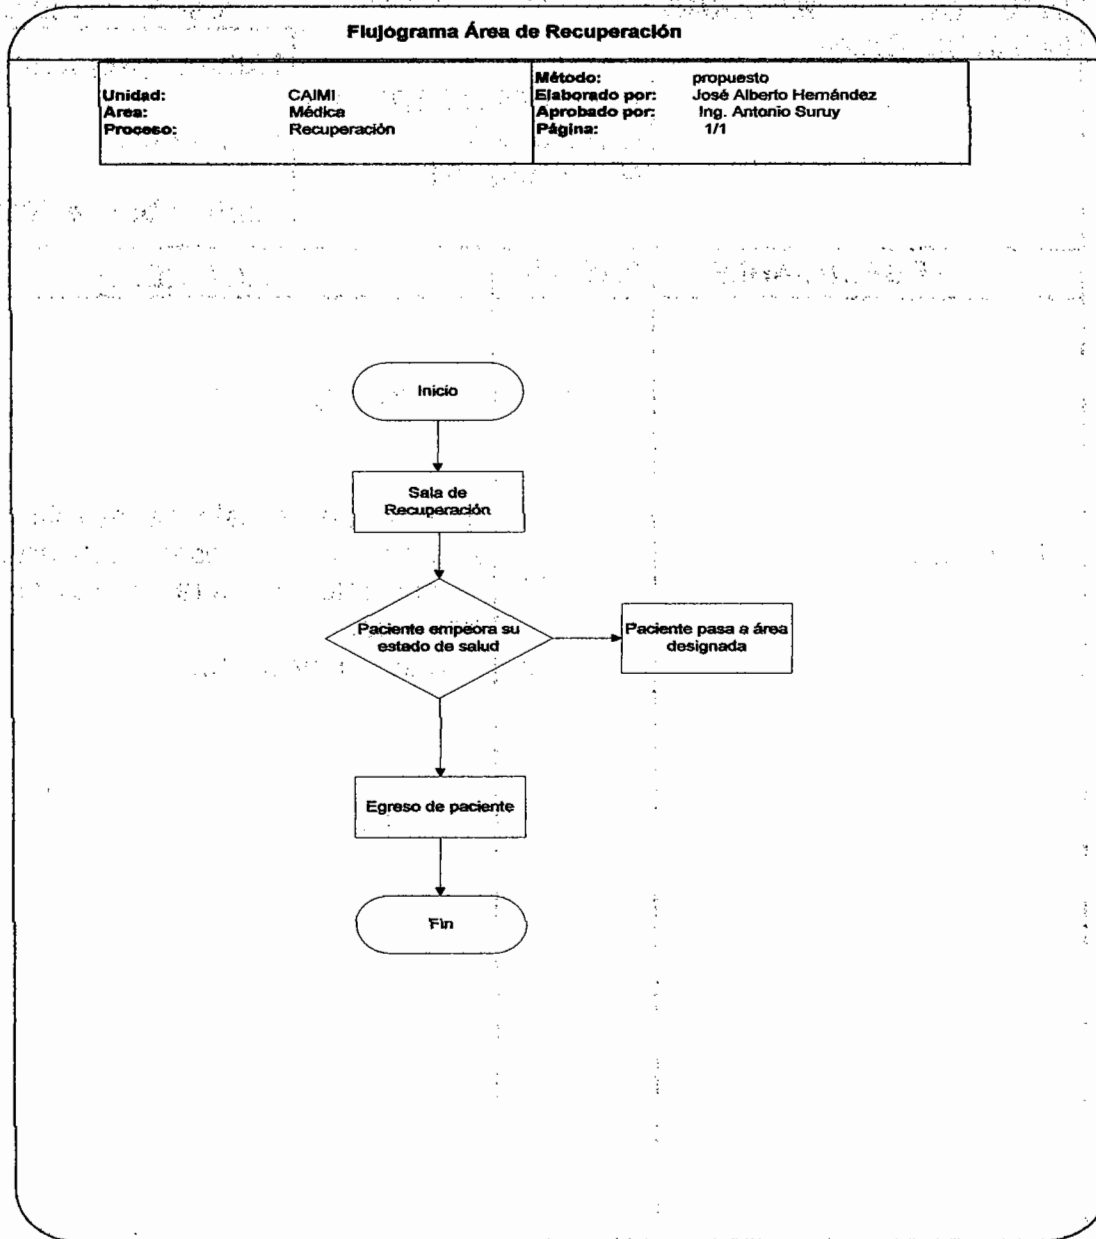 Flujograma Área de Recuperación
Unidad: CAIMI
Area: Médica
Proceso: Recuperación
Método: propuesto
Elaborado por: José Alberto Hernández
Aprobado por: Ing. Antonio Suruy
Página: 1/1
Inicio
Sala de
Recuperación
Paciente empeora su
estado de salud
Paciente pasa a área
designada
Egreso de paciente
Fin